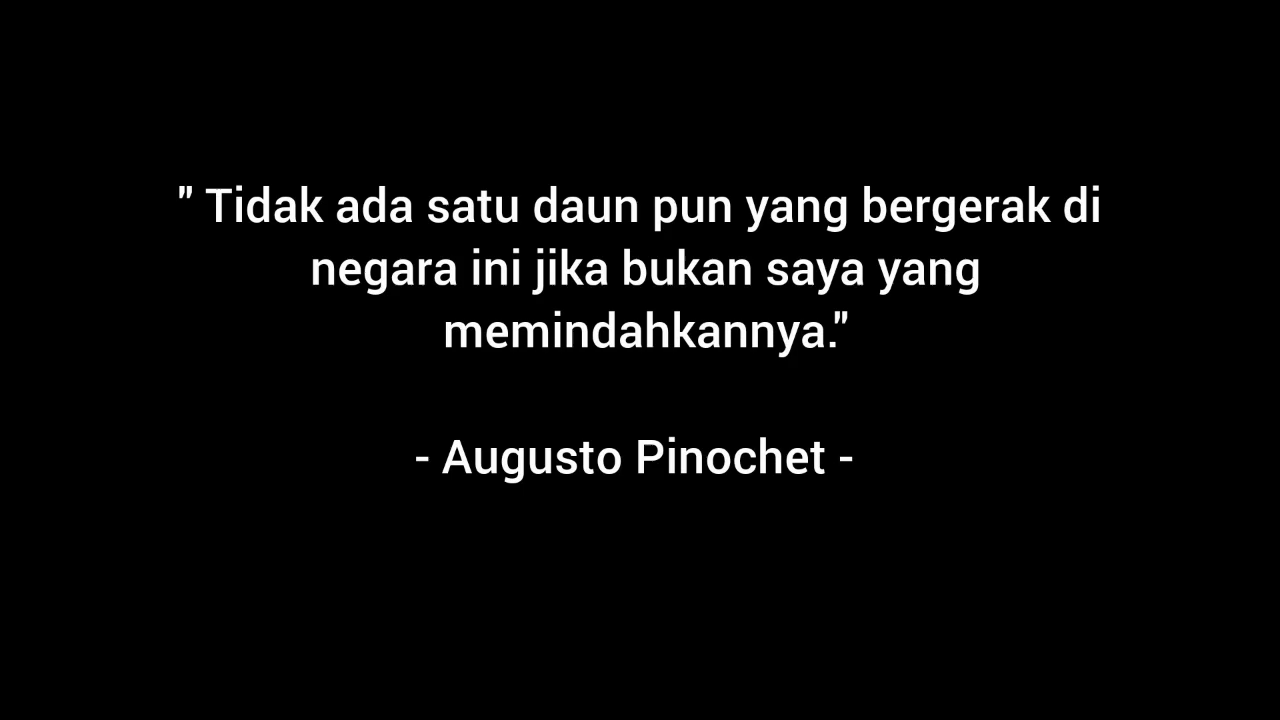 " Tidak ada satu daun pun yang bergerak di
negara ini jika bukan saya yang
memindahkannya."
- Augusto Pinochet -